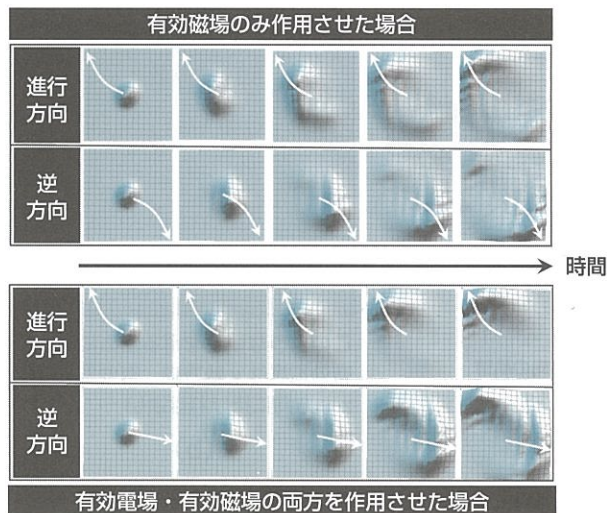 有効磁場のみ作用させた場合
進行
方向
逆
方向
時間
進行
方向
逆
方向
有効電場・有効磁場の両方を作用させた場合